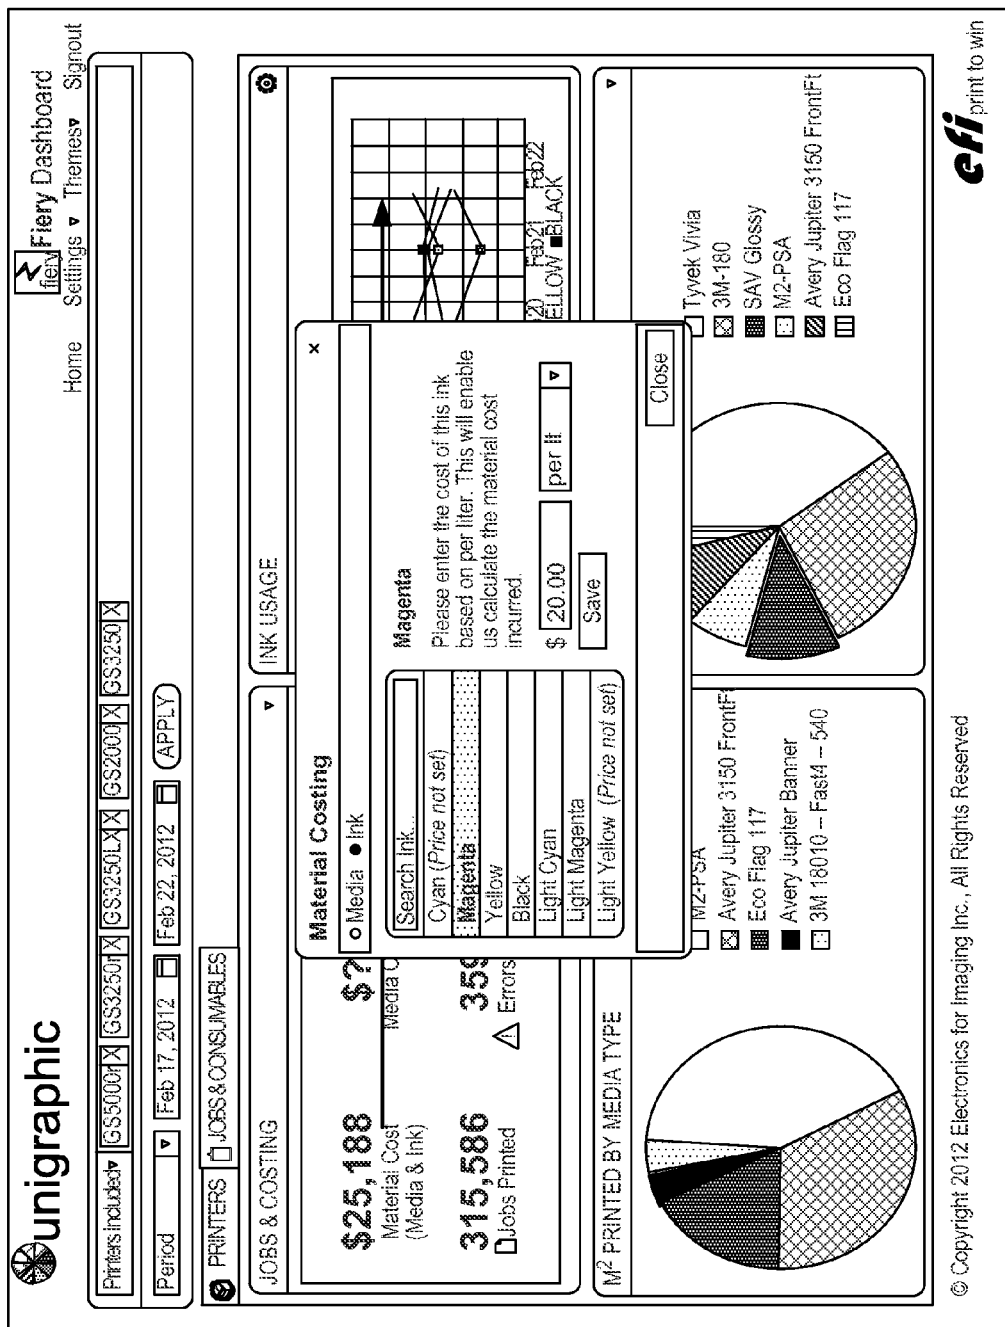 unigraphic
fiery Fiery Dashboard
Home Settings Themes Signout
Printers included GS5000r X GS3250r X GS3250LX X GS2000 X GS3250 X
Period Feb 17, 2012 Feb 22, 2012 APPLY
PRINTERS JOBS & CONSUMABLES
JOBS & COSTING
$25,188
Material Cost
(Media & Ink)
$?
Media C
315,586
Jobs Printed
359
Errors
INK USAGE
20 Feb21 Feb22
ELLOW BLACK
Material Costing x
Media Ink
Search Ink...
Cyan (Price not set)
Magenta
Yellow
Black
Light Cyan
Light Magenta
Light Yellow (Price not set)
Magenta
Please enter the cost of this ink
based on per liter. This will enable
us calculate the material cost
incurred.
$ 20.00 per lt
Save
Close
M² PRINTED BY MEDIA TYPE
M2-PSA
Avery Jupiter 3150 FrontFt
Eco Flag 117
Avery Jupiter Banner
3M 18010 – Fast4 – 540
Tyvek Vivia
3M-180
SAV Glossy
M2-PSA
Avery Jupiter 3150 FrontFt
Eco Flag 117
© Copyright 2012 Electronics for Imaging Inc., All Rights Reserved
efi print to win